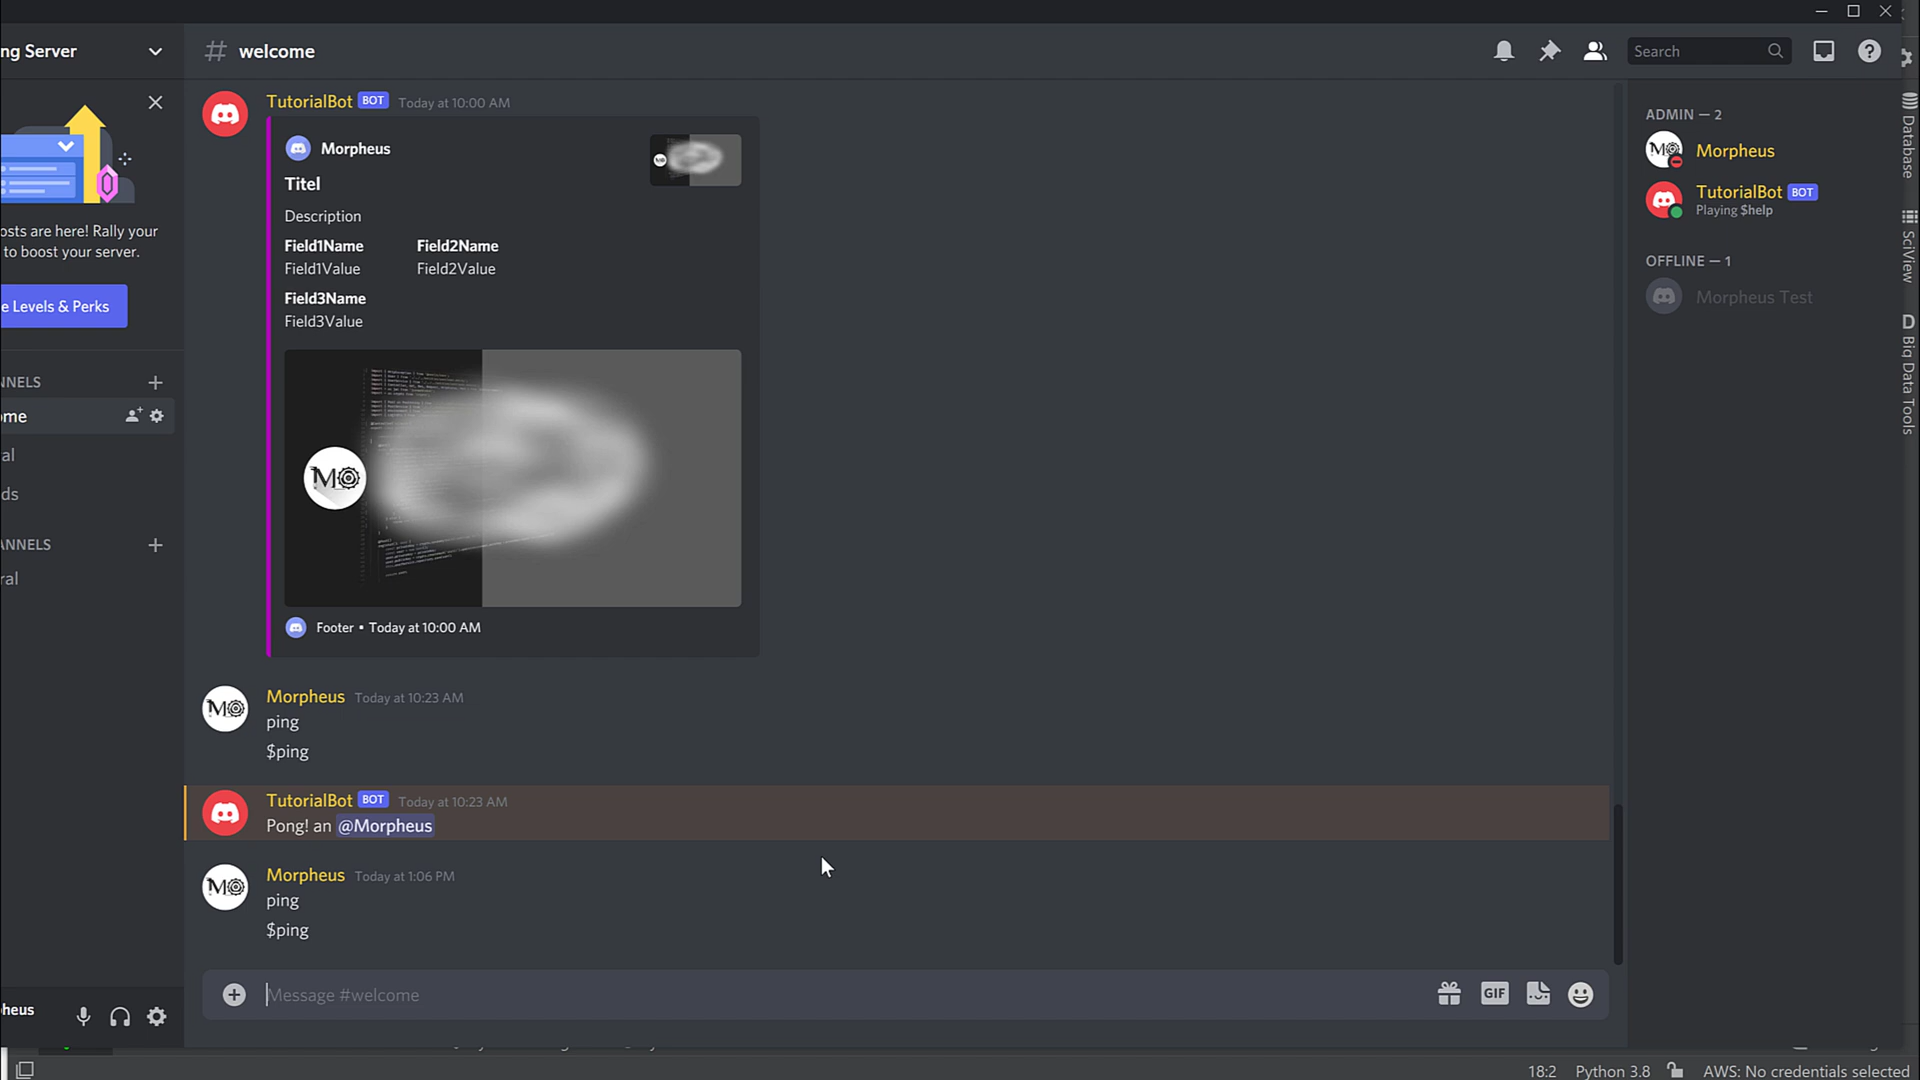 ng Server
# welcome
Search
osts are here! Rally your
to boost your server.
e Levels & Perks
NNELS
ome
al
ds
ANNELS
ral
heus
TutorialBot BOT Today at 10:00 AM
Morpheus
Titel
Description
Field1Name Field2Name
Field1Value Field2Value
Field3Name
Field3Value
MO
Footer • Today at 10:00 AM
Morpheus Today at 10:23 AM
ping
$ping
TutorialBot BOT Today at 10:23 AM
Pong! an @Morpheus
Morpheus Today at 1:06 PM
ping
$ping
Message #welcome
GIF
ADMIN — 2
Morpheus
TutorialBot BOT
Playing $help
OFFLINE — 1
Morpheus Test
Database
SciView
D Big Data Tools
18:2 Python 3.8 AWS: No credentials selected